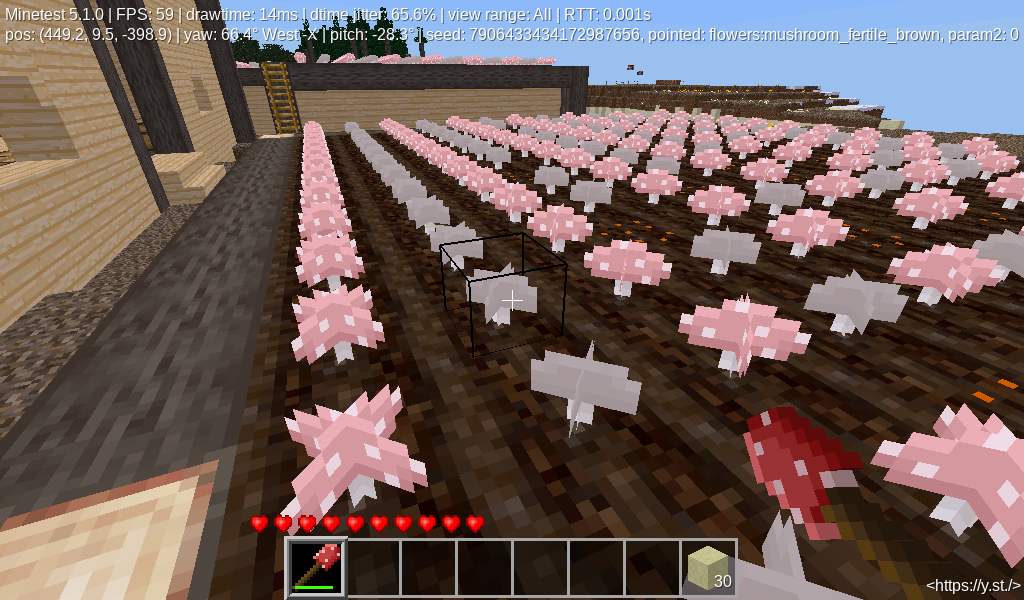 Minetest 5.1.0 | FPS: 59 | drawtime: 14ms | dtime jitter: 65.6% | view range: All | RTT: 0.001s
pos: (449.2, 9.5, -398.9) | yaw: 66.4° West -X | pitch: -28.3° | seed: 7906433434172987656, pointed: flowers:mushroom_fertile_brown, param2: 0
30
<https://y.st./>